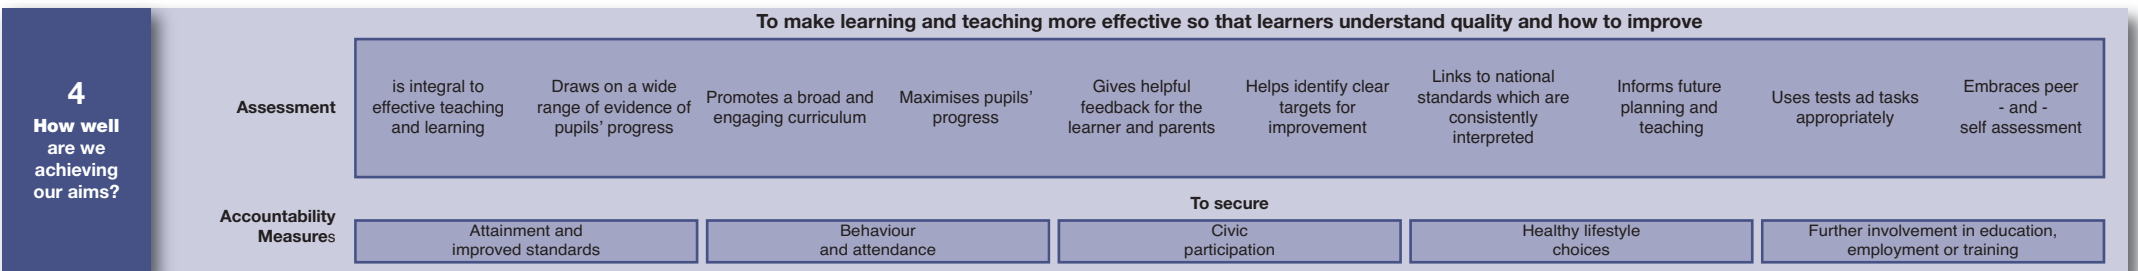 4
How well
are we
achieving
our aims?
To make learning and teaching more effective so that learners understand quality and how to improve
Assessment
is integral to
effective teaching
and learning
Draws on a wide
range of evidence of
pupils’ progress
Promotes a broad and
engaging curriculum
Maximises pupils’
progress
Gives helpful
feedback for the
learner and parents
Helps identify clear
targets for
improvement
Links to national
standards which are
consistently
interpreted
Informs future
planning and
teaching
Uses tests ad tasks
appropriately
Embraces peer
- and -
self assessment
Accountability
Measures
To secure
Attainment and
improved standards
Behaviour
and attendance
Civic
participation
Healthy lifestyle
choices
Further involvement in education,
employment or training